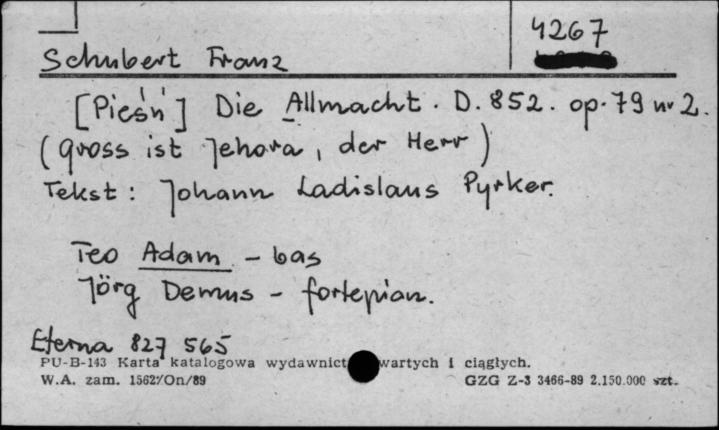 4267
Schubert Franz
[Pieśń] Die Allmacht. D. 852. op. 79 nr 2.
(gross ist Jehova, der Herr)
Tekst: Johann Ladislaus Pyrker.
Teo Adam - bas
Jörg Demus - fortepian.
Eterna 827 565
PU-B-143 Karta katalogowa wydawnict wartych i ciągłych.
W.A. zam. 1562/On/89 GZG Z-3 3466-89 2.150.000 szt.